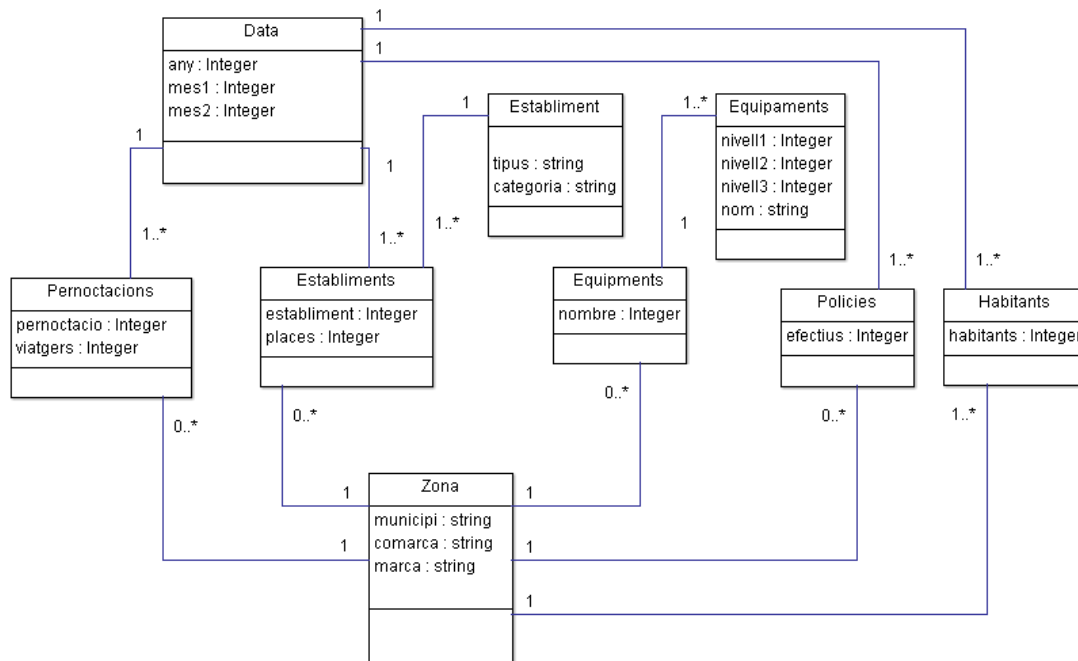 1
Data
1
any : Integer
mes1 : Integer
mes2 : Integer
1
Establiment
tipus : string
categoria : string
1..*
Equipaments
nivell1 : Integer
nivell2 : Integer
nivell3 : Integer
nom : string
1
1
1..*
1..*
1..*
1
1..*
1..*
Pernoctacions
pernoctacio : Integer
viatgers : Integer
Establiments
establiment : Integer
places : Integer
Equipments
nombre : Integer
Policies
efectius : Integer
Habitants
habitants : Integer
0..*
0..*
0..*
0..*
1..*
Zona
municipi : string
comarca : string
marca : string
1
1
1
1
1